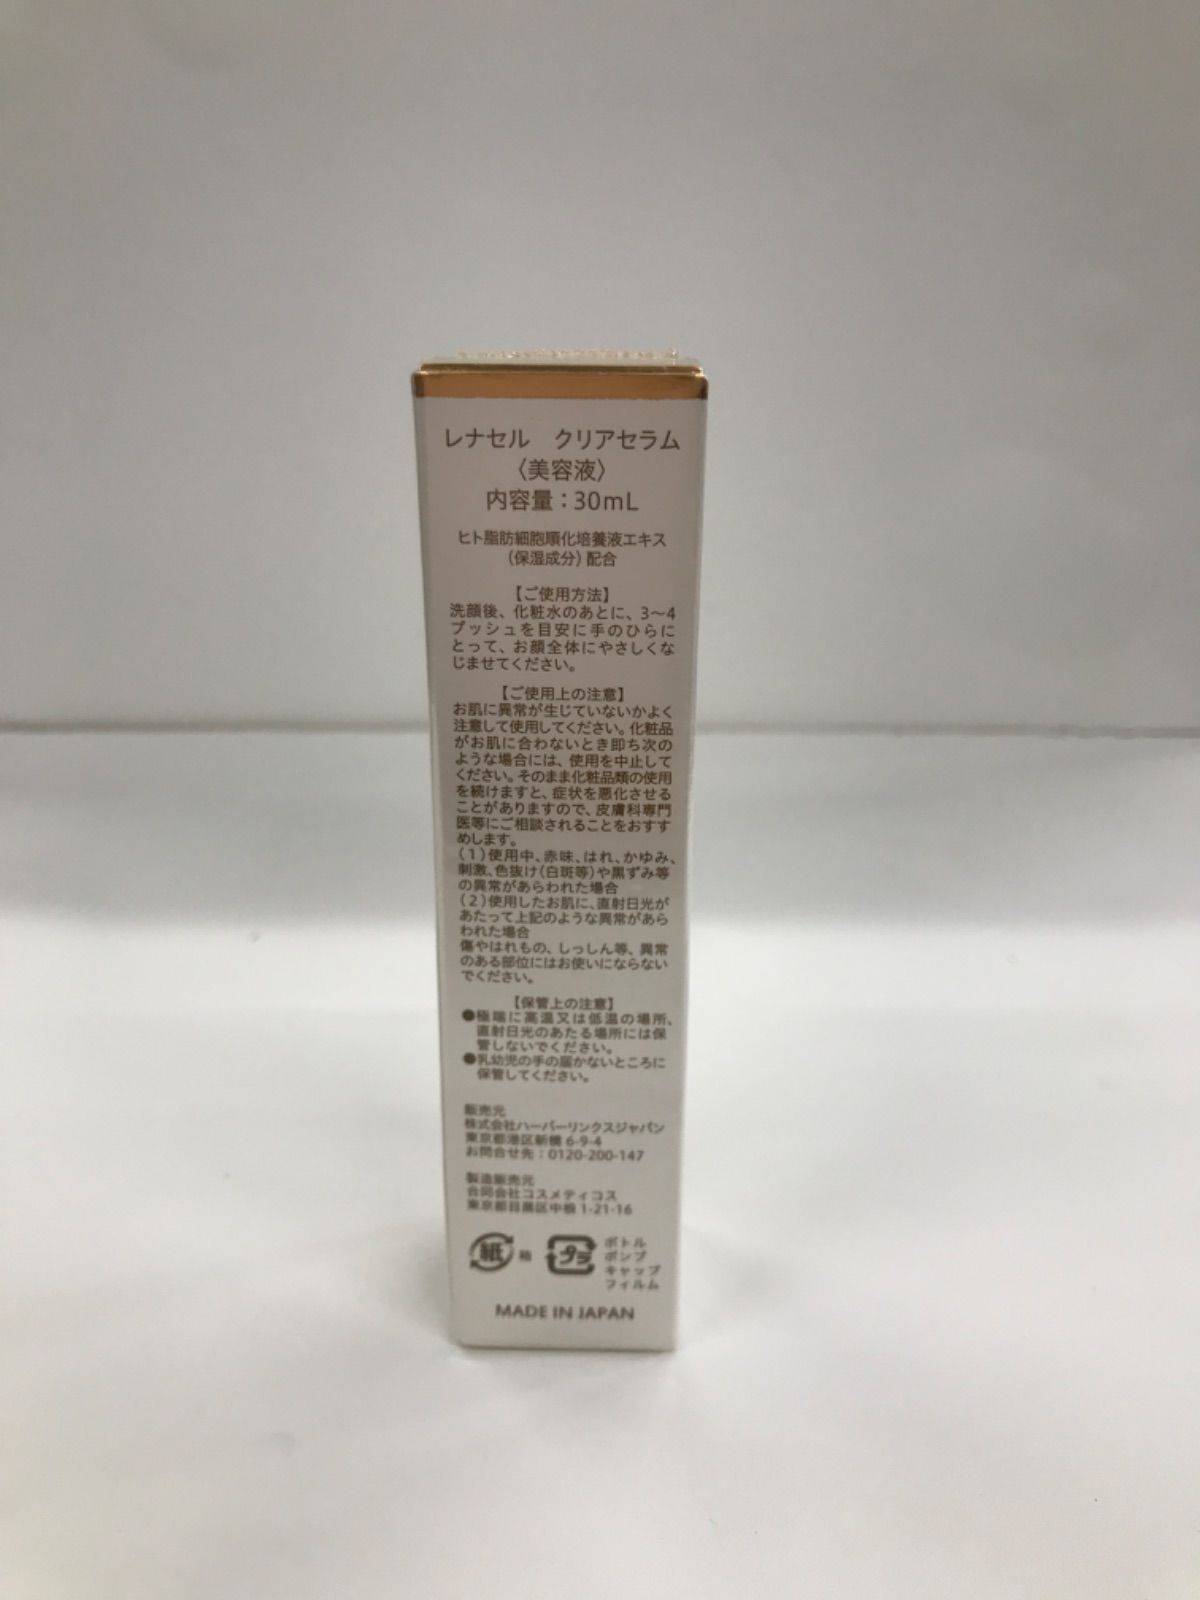 レナセル　クリアセラム
〈美容液〉
内容量：30mL
ヒト脂肪細胞順化培養液エキス
（保湿成分）配合
【ご使用方法】
洗顔後、化粧水のあとに、3〜4
プッシュを目安に手のひらに
とって、お顔全体にやさしくな
じませてください。
【ご使用上の注意】
お肌に異常が生じていないかよく
注意して使用してください。化粧品
がお肌に合わないとき即ち次の
ような場合には、使用を中止して
ください。そのまま化粧品類の使用
を続けますと、症状を悪化させる
ことがありますので、皮膚科専門
医等にご相談されることをおすす
めします。
（1）使用中、赤味、はれ、かゆみ、
刺激、色抜け（白斑等）や黒ずみ等
の異常があらわれた場合
（2）使用したお肌に、直射日光が
あたって上記のような異常があら
われた場合
傷やはれもの、しっしん等、異常
のある部位にはお使いにならない
でください。
【保管上の注意】
●極端に高温又は低温の場所、
直射日光のあたる場所には保
管しないでください。
●乳幼児の手の届かないところに
保管してください。
販売元
株式会社ハーバーリンクスジャパン
東京都港区新橋 6-9-4
お問合せ先：0120-200-147
製造販売元
合同会社コスメティコス
東京都目黒区中根 1-21-16
紙 箱
プラ ボトル
ポンプ
キャップ
フィルム
MADE IN JAPAN